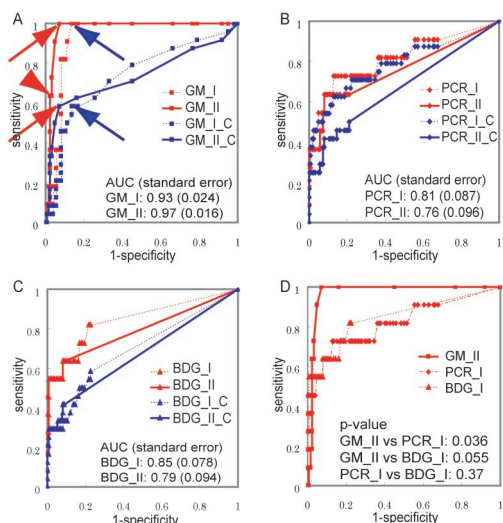 A
1
0.8
0.6
0.4
0.2
0
sensitivity
GM_I
GM_II
GM_I_C
GM_II_C
AUC (standard error)
GM_I: 0.93 (0.024)
GM_II: 0.97 (0.016)
0 0.2 0.4 0.6 0.8 1
1-specificity
B
1
0.8
0.6
0.4
0.2
0
sensitivity
PCR_I
PCR_II
PCR_I_C
PCR_II_C
AUC (standard error)
PCR_I: 0.81 (0.087)
PCR_II: 0.76 (0.096)
0 0.2 0.4 0.6 0.8 1
1-specificity
C
1
0.8
0.6
0.4
0.2
0
sensitivity
BDG_I
BDG_II
BDG_I_C
BDG_II_C
AUC (standard error)
BDG_I: 0.85 (0.078)
BDG_II: 0.79 (0.094)
0 0.2 0.4 0.6 0.8 1
1-specificity
D
1
0.8
0.6
0.4
0.2
0
sensitivity
GM_II
PCR_I
BDG_I
p-value
GM_II vs PCR_I: 0.036
GM_II vs BDG_I: 0.055
PCR_I vs BDG_I: 0.37
0 0.2 0.4 0.6 0.8 1
1-specificity